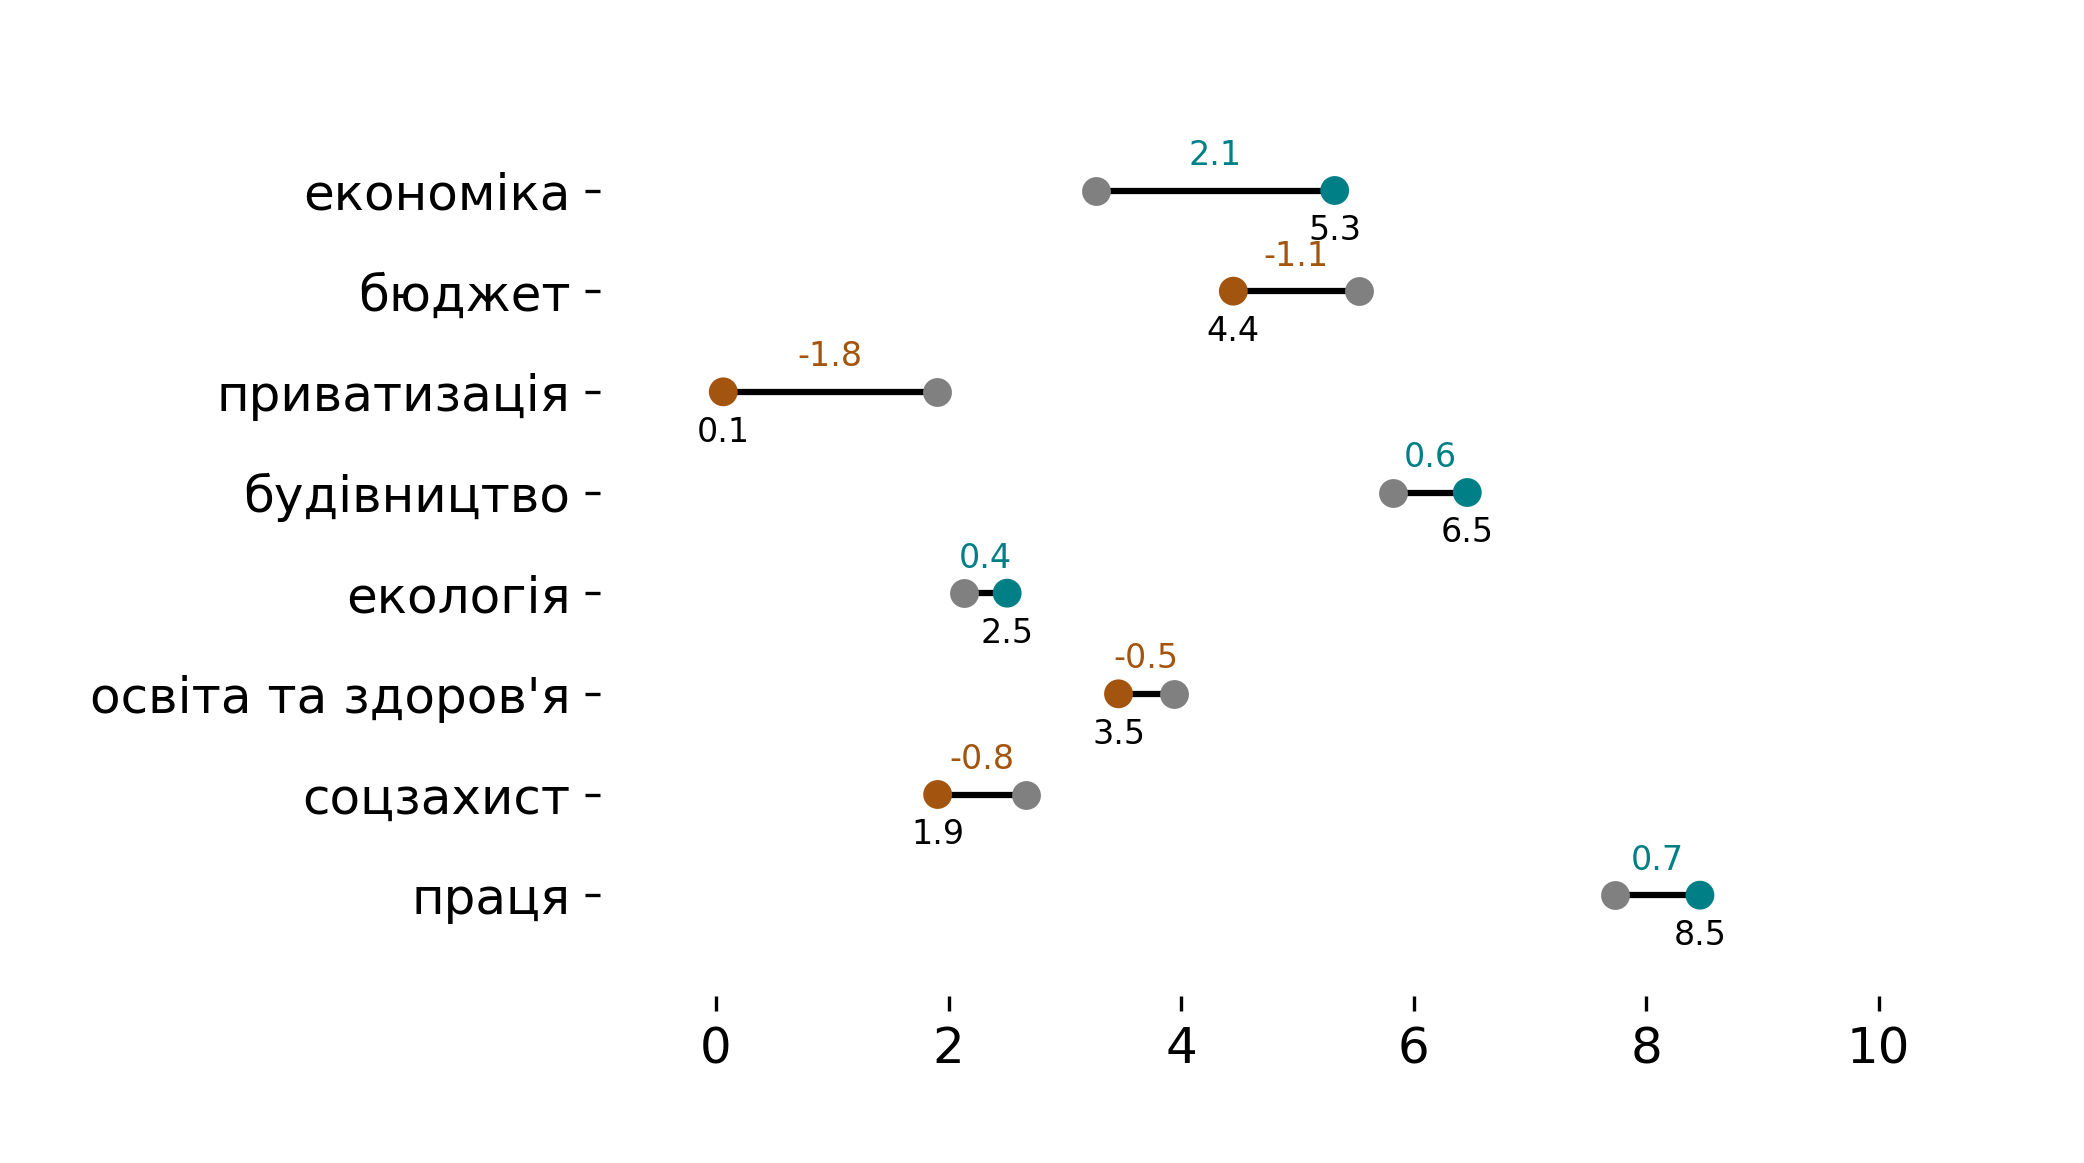 2.1
економіка
5.3
-1.1
бюджет
4.4
-1.8
приватизація
0.1
0.6
будівництво
6.5
0.4
екологія
2.5
-0.5
освіта та здоров'я
3.5
-0.8
соцзахист
1.9
0.7
праця
8.5
0 2 4 6 8 10